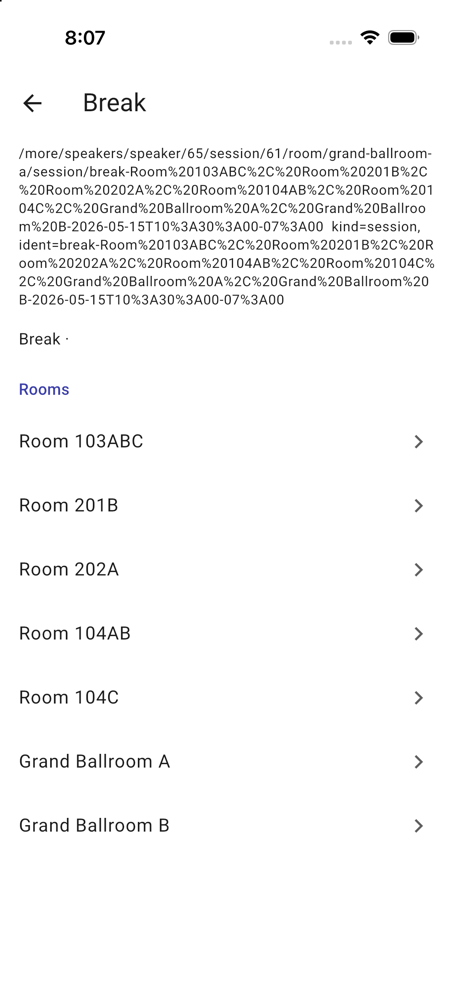 8:07
Break
/more/speakers/speaker/65/session/61/room/grand-ballroom-
a/session/break-Room%20103ABC%2C%20Room%20201B%2C
%20Room%20202A%2C%20Room%20104AB%2C%20Room%201
04C%2C%20Grand%20Ballroom%20A%2C%20Grand%20Ballroo
m%20B-2026-05-15T10%3A30%3A00-07%3A00  kind=session,
ident=break-Room%20103ABC%2C%20Room%20201B%2C%20R
oom%20202A%2C%20Room%20104AB%2C%20Room%20104C%
2C%20Grand%20Ballroom%20A%2C%20Grand%20Ballroom%20
B-2026-05-15T10%3A30%3A00-07%3A00
Break ·
Rooms
Room 103ABC
Room 201B
Room 202A
Room 104AB
Room 104C
Grand Ballroom A
Grand Ballroom B